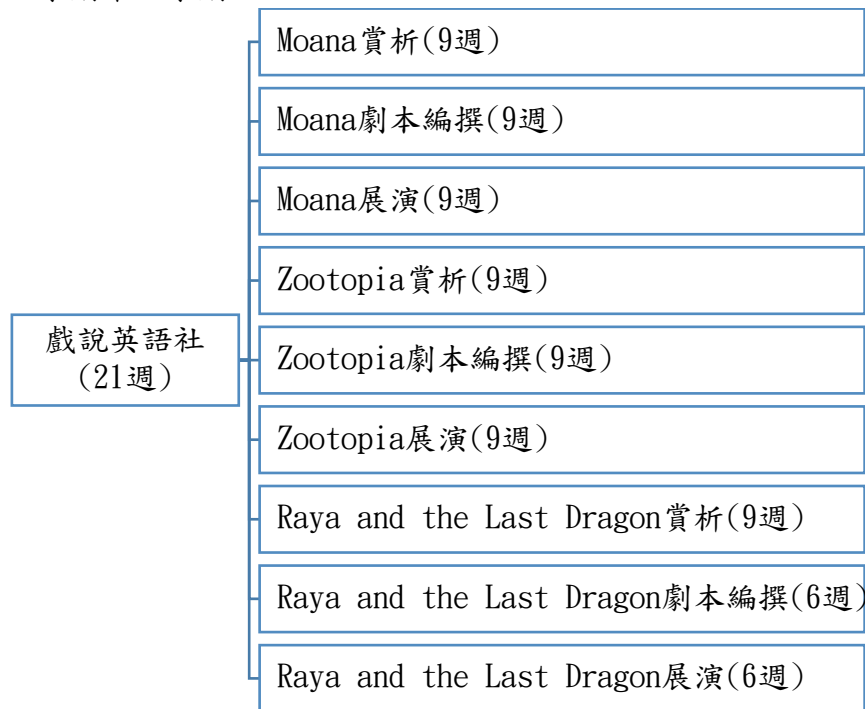 戲說英語社
(21週)
Moana賞析(9週)
Moana劇本編撰(9週)
Moana展演(9週)
Zootopia賞析(9週)
Zootopia劇本編撰(9週)
Zootopia展演(9週)
Raya and the Last Dragon賞析(9週)
Raya and the Last Dragon劇本編撰(6週)
Raya and the Last Dragon展演(6週)